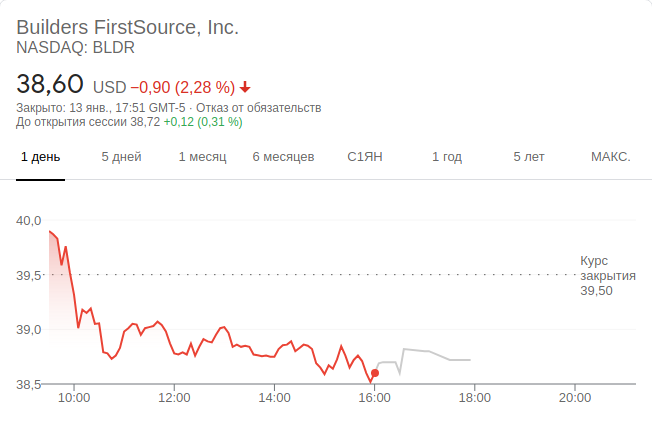 Builders FirstSource, Inc.
NASDAQ: BLDR
38,60 USD −0,90 (2,28 %)
Закрыто: 13 янв., 17:51 GMT-5 · Отказ от обязательств
До открытия сессии 38,72 +0,12 (0,31 %)
1 день 5 дней 1 месяц 6 месяцев С1ЯН 1 год 5 лет МАКС.
40,0
Курс
39,5 закрытия
39,50
39,0
38,5
10:00 12:00 14:00 16:00 18:00 20:00